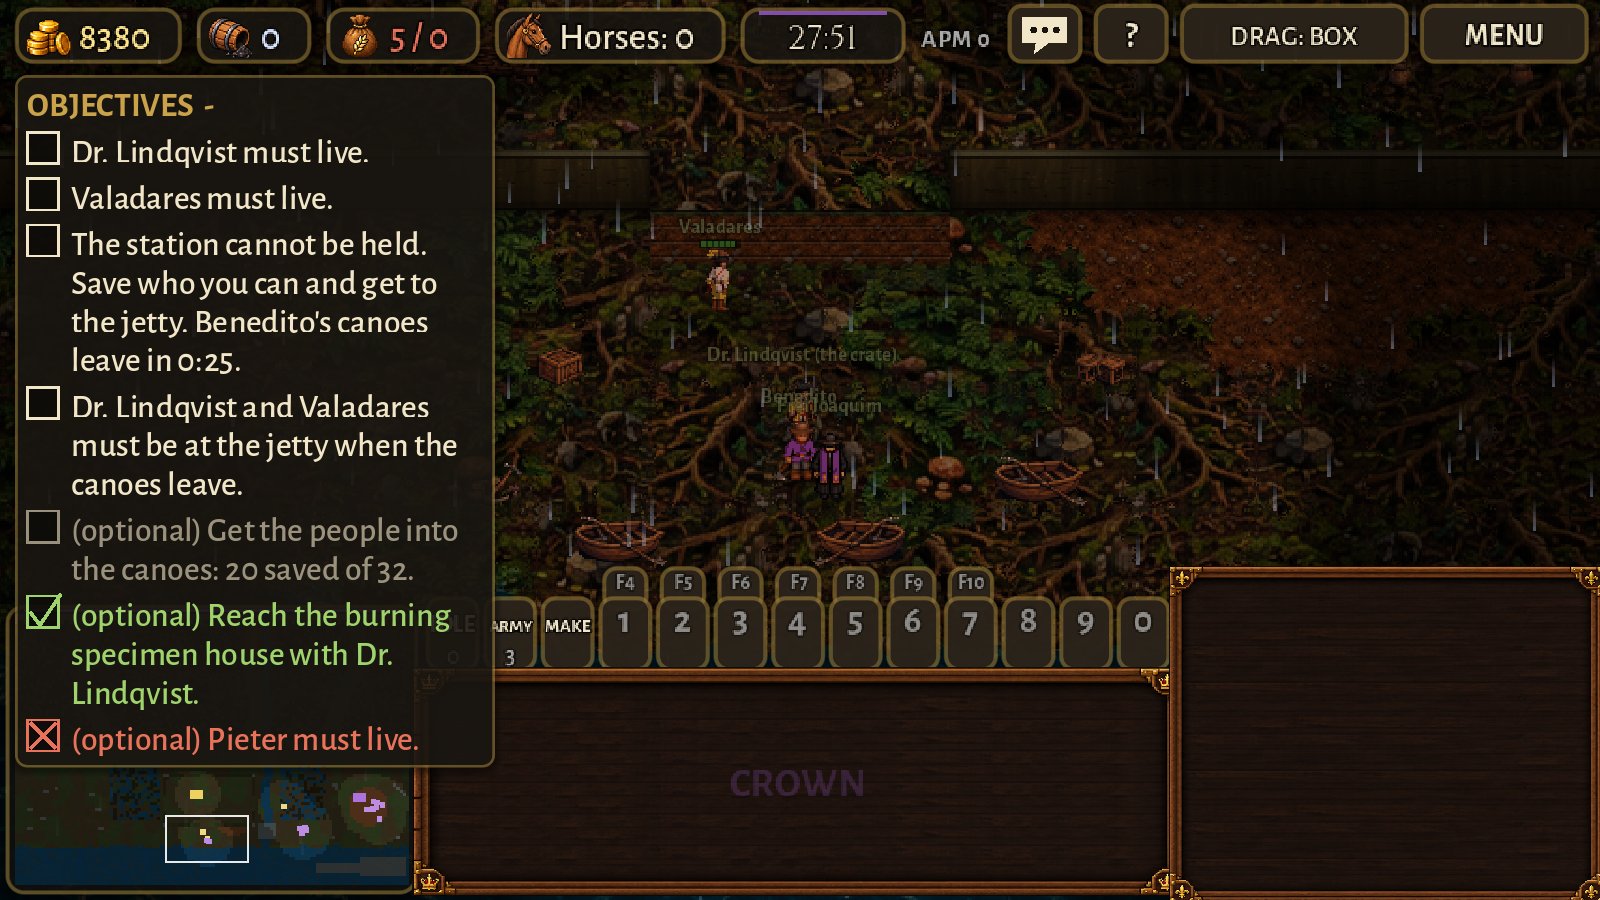 8380
0
5 / 0
Horses: 0
27:51
APM 0
?
DRAG: BOX
MENU
OBJECTIVES -
Dr. Lindqvist must live.
Valadares must live.
The station cannot be held.
Save who you can and get to
the jetty. Benedito's canoes
leave in 0:25.
Dr. Lindqvist and Valadares
must be at the jetty when the
canoes leave.
(optional) Get the people into
the canoes: 20 saved of 32.
(optional) Reach the burning
specimen house with Dr.
Lindqvist.
(optional) Pieter must live.
Valadares
Dr. Lindqvist (the crate)
Benedito
Joaquim
F4
F5
F6
F7
F8
F9
F10
0
ARMY
3
MAKE
1
2
3
4
5
6
7
8
9
0
CROWN